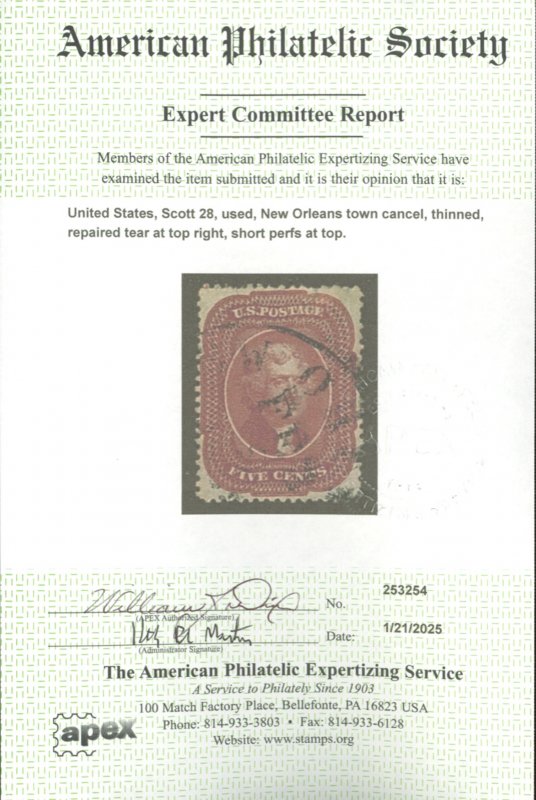 American Philatelic Society
Expert Committee Report
Members of the American Philatelic Expertizing Service have
examined the item submitted and it is their opinion that it is:
United States, Scott 28, used, New Orleans town cancel, thinned,
repaired tear at top right, short perfs at top.
U.S. POSTAGE
FIVE CENTS
No. 253254
(APEX Authorized Signature)
Date: 1/21/2025
(Administrator Signature)
The American Philatelic Expertizing Service
A Service to Philately Since 1903
100 Match Factory Place, Bellefonte, PA 16823 USA
Phone: 814-933-3803 • Fax: 814-933-6128
Website: www.stamps.org
apex